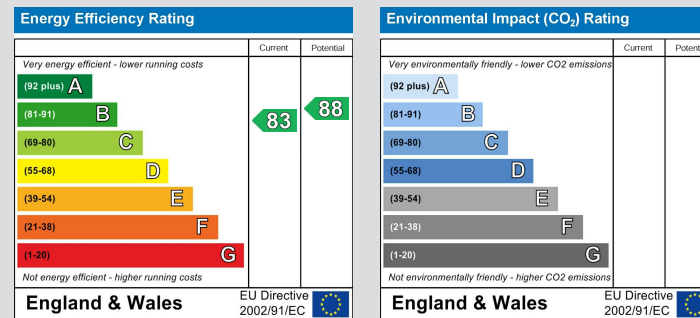 Energy Efficiency Rating
Current Potential
Very energy efficient - lower running costs
(92 plus) A
(81-91) B
(69-80) C
(55-68) D
(39-54) E
(21-38) F
(1-20) G
83
88
Not energy efficient - higher running costs
England & Wales
EU Directive
2002/91/EC
Environmental Impact (CO₂) Rating
Current Potent
Very environmentally friendly - lower CO2 emissions
(92 plus) A
(81-91) B
(69-80) C
(55-68) D
(39-54) E
(21-38) F
(1-20) G
Not environmentally friendly - higher CO2 emissions
England & Wales
EU Directive
2002/91/EC